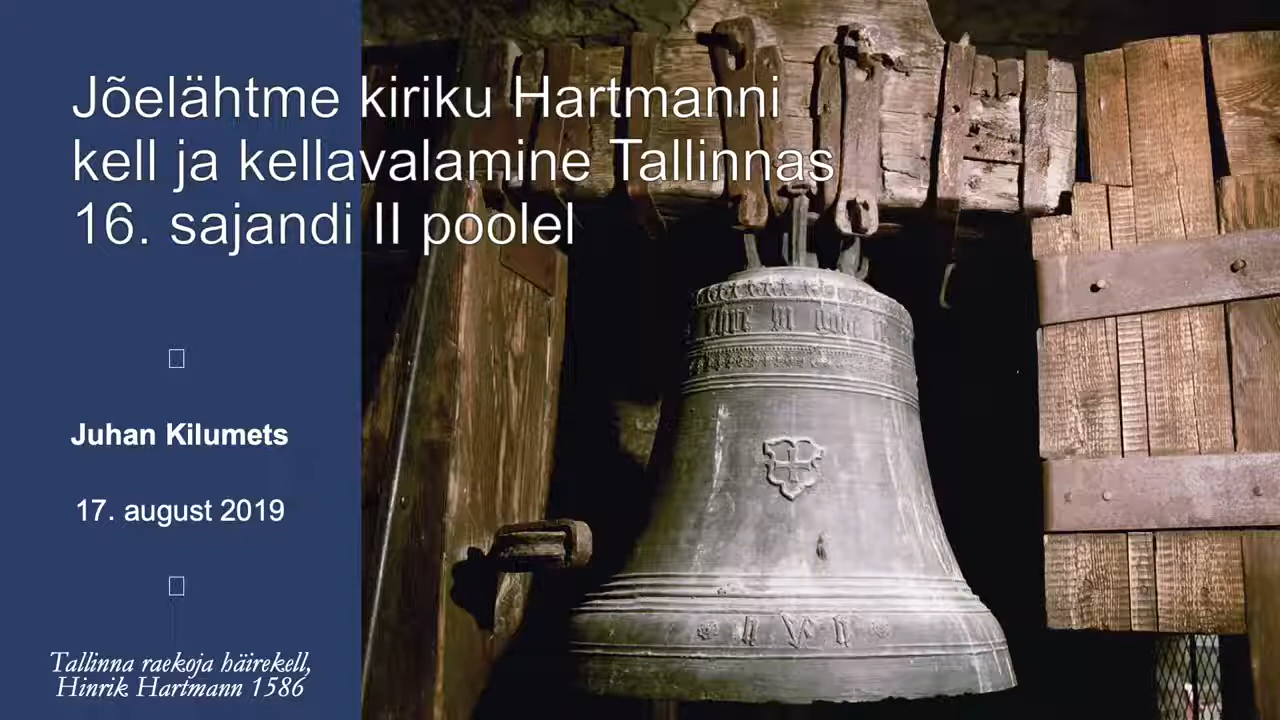 Jõelähtme kiriku Hartmanni
kell ja kellavalamine Tallinnas
16. sajandi II poolel
Juhan Kilumets
17. august 2019
Tallinna raekoja häirekell,
Hinrik Hartmann 1586